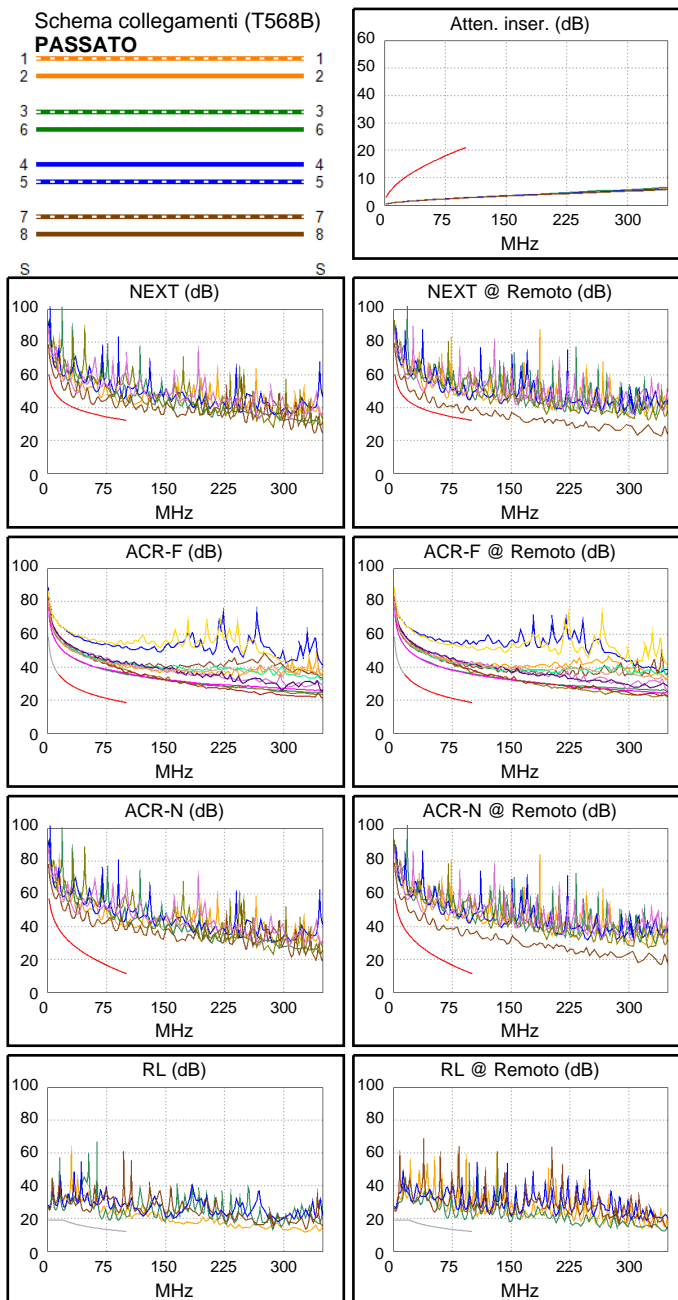 Schema collegamenti (T568B)
PASSATO
1 1
2 2
3 3
6 6
4 4
5 5
7 7
8 8
S S
Atten. inser. (dB)
60
50
40
30
20
10
0
0 75 150 225 300
MHz
NEXT (dB)
100
80
60
40
20
0
0 75 150 225 300
MHz
NEXT @ Remoto (dB)
100
80
60
40
20
0
0 75 150 225 300
MHz
ACR-F (dB)
100
80
60
40
20
0
0 75 150 225 300
MHz
ACR-F @ Remoto (dB)
100
80
60
40
20
0
0 75 150 225 300
MHz
ACR-N (dB)
100
80
60
40
20
0
0 75 150 225 300
MHz
ACR-N @ Remoto (dB)
100
80
60
40
20
0
0 75 150 225 300
MHz
RL (dB)
100
80
60
40
20
0
0 75 150 225 300
MHz
RL @ Remoto (dB)
100
80
60
40
20
0
0 75 150 225 300
MHz